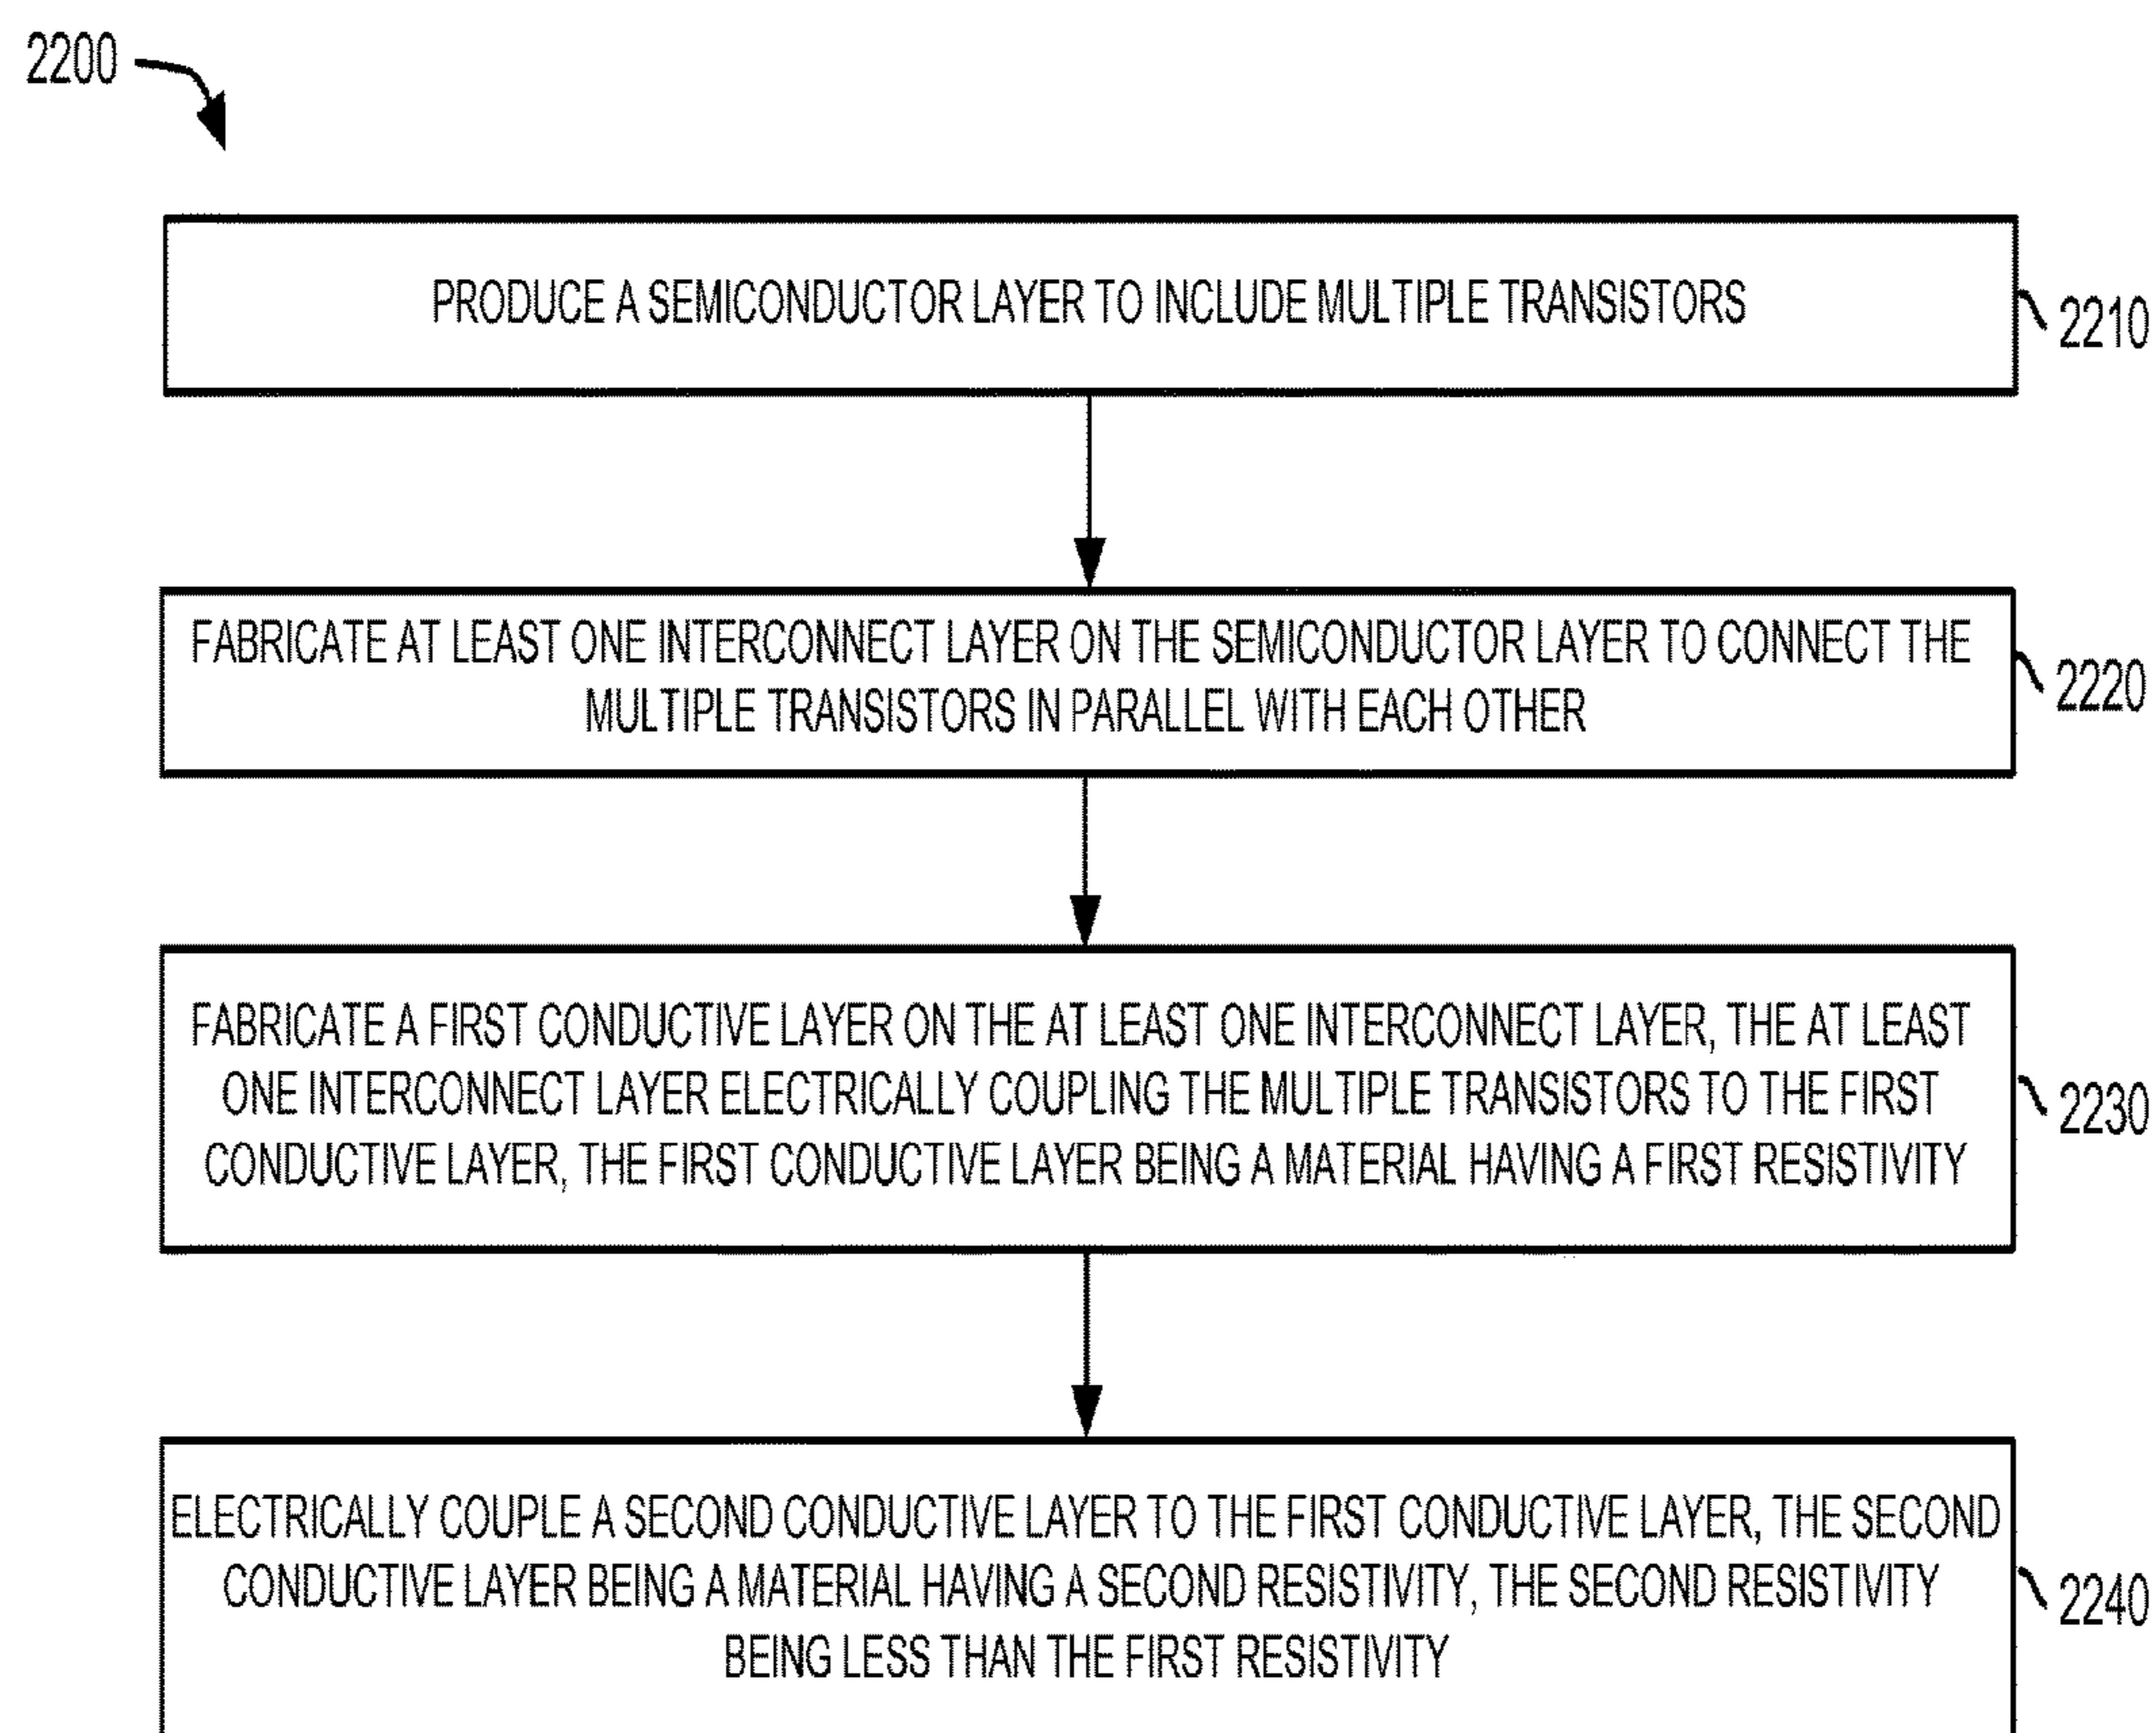 2200
PRODUCE A SEMICONDUCTOR LAYER TO INCLUDE MULTIPLE TRANSISTORS
2210
FABRICATE AT LEAST ONE INTERCONNECT LAYER ON THE SEMICONDUCTOR LAYER TO CONNECT THE
MULTIPLE TRANSISTORS IN PARALLEL WITH EACH OTHER
2220
FABRICATE A FIRST CONDUCTIVE LAYER ON THE AT LEAST ONE INTERCONNECT LAYER, THE AT LEAST
ONE INTERCONNECT LAYER ELECTRICALLY COUPLING THE MULTIPLE TRANSISTORS TO THE FIRST
CONDUCTIVE LAYER, THE FIRST CONDUCTIVE LAYER BEING A MATERIAL HAVING A FIRST RESISTIVITY
2230
ELECTRICALLY COUPLE A SECOND CONDUCTIVE LAYER TO THE FIRST CONDUCTIVE LAYER, THE SECOND
CONDUCTIVE LAYER BEING A MATERIAL HAVING A SECOND RESISTIVITY, THE SECOND RESISTIVITY
BEING LESS THAN THE FIRST RESISTIVITY
2240